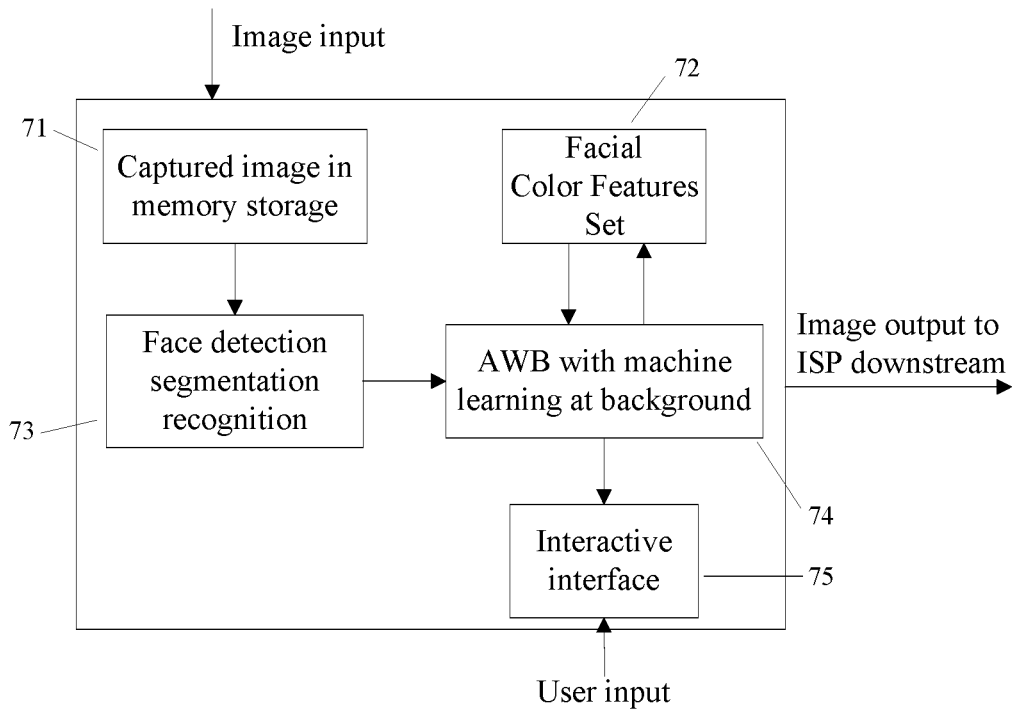 Image input
72
71
Captured image in
memory storage
Facial
Color Features
Set
Image output to
ISP downstream
Face detection
segmentation
recognition
AWB with machine
learning at background
73
74
Interactive
interface
75
User input